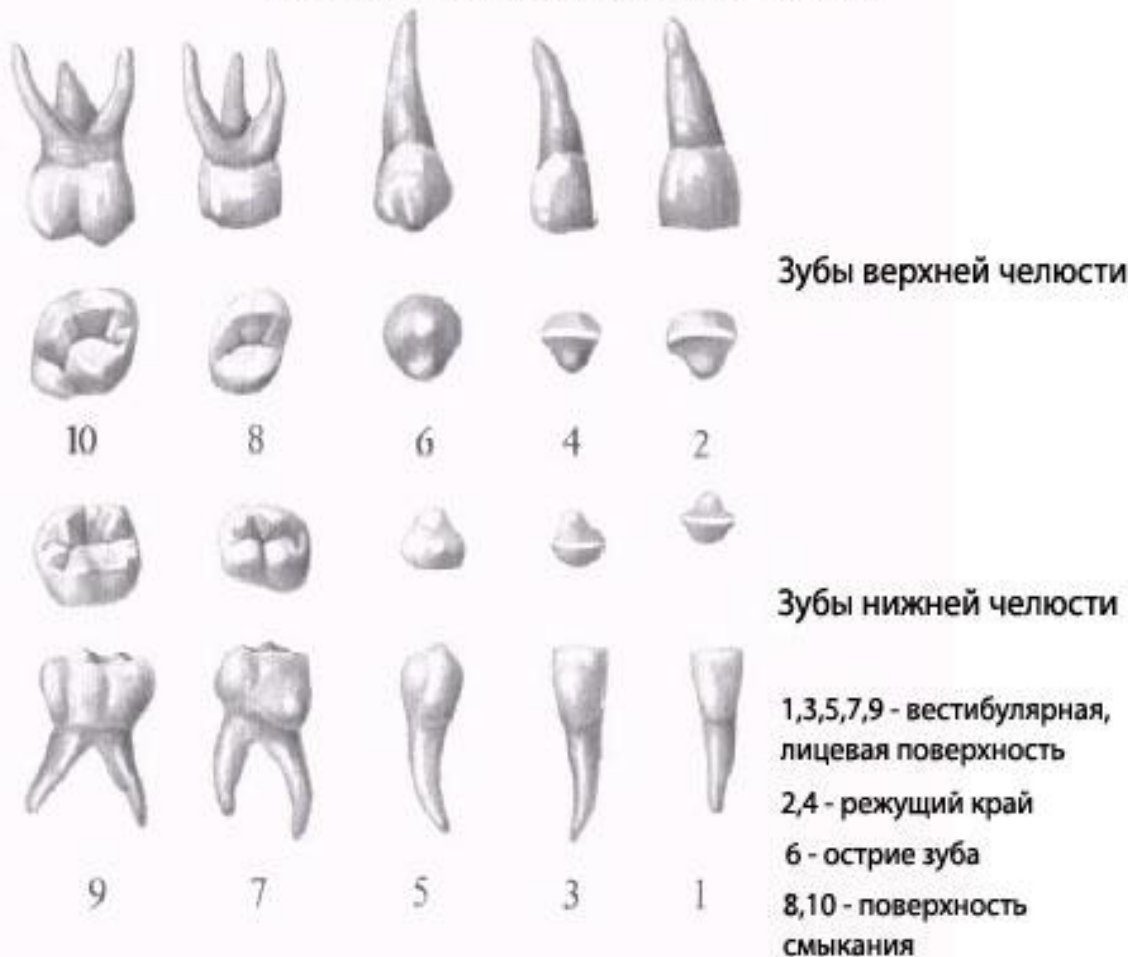 Зубы верхней челюсти
10 8 6 4 2
Зубы нижней челюсти
1,3,5,7,9 - вестибулярная,
лицевая поверхность
2,4 - режущий край
6 - острие зуба
8,10 - поверхность
смыкания
9 7 5 3 1